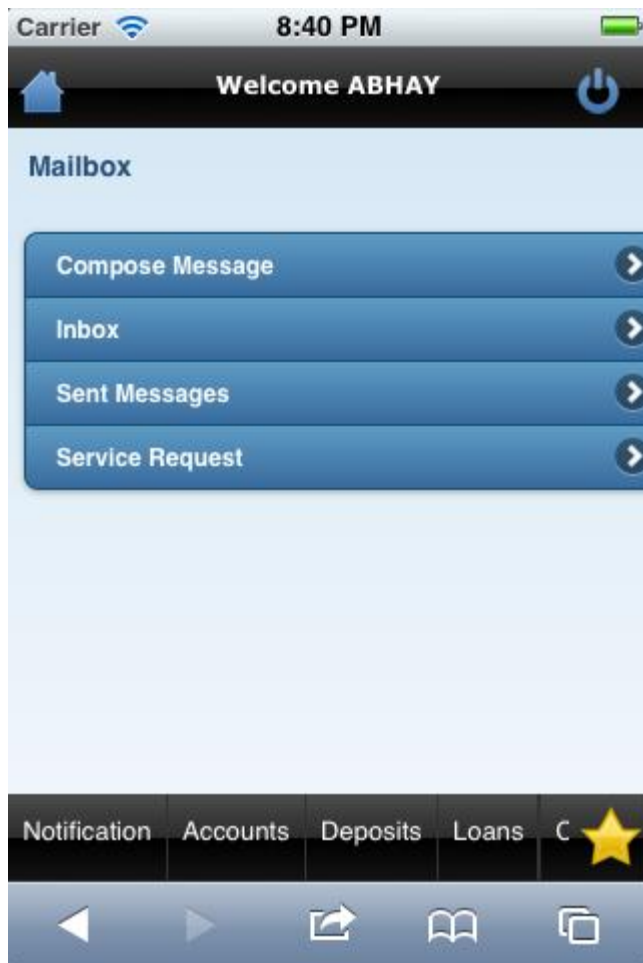 Carrier 8:40 PM
Welcome ABHAY
Mailbox
Compose Message
Inbox
Sent Messages
Service Request
Notification Accounts Deposits Loans C